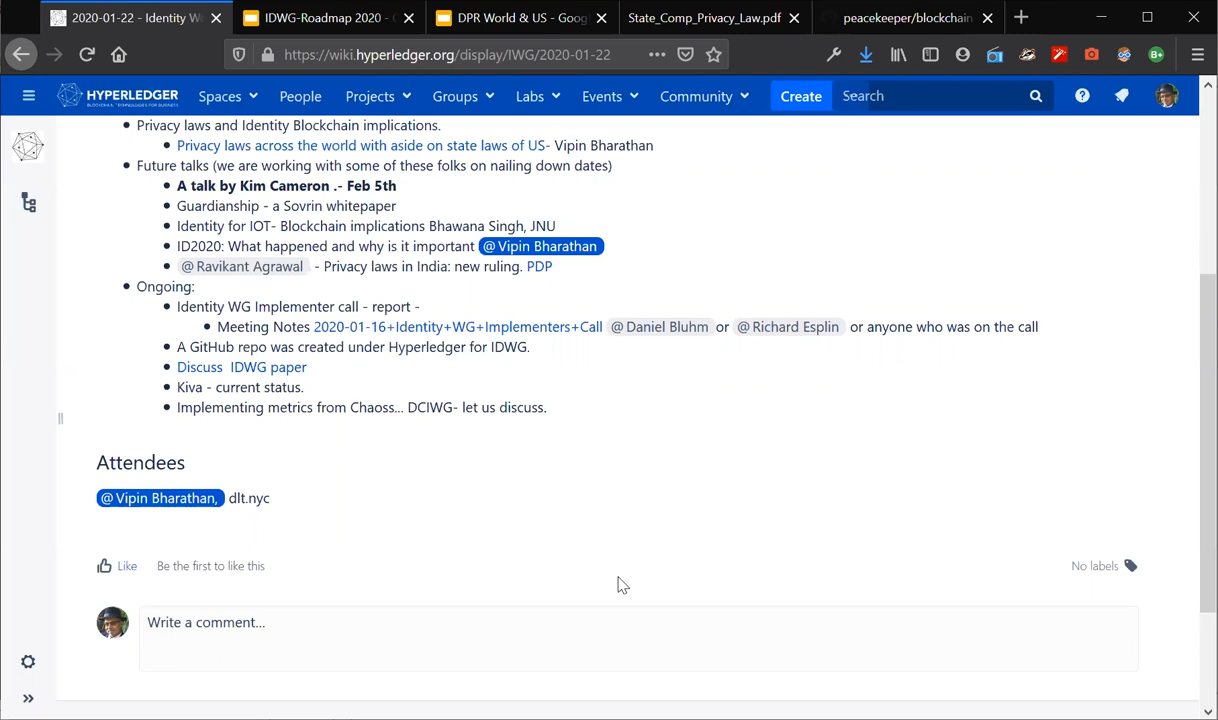 2020-01-22 - Identity W
IDWG-Roadmap 2020 -
DPR World & US - Goog
State_Comp_Privacy_Law.pdf
peacekeeper/blockchain
https://wiki.hyperledger.org/display/IWG/2020-01-22
HYPERLEDGER
Spaces
People
Projects
Groups
Labs
Events
Community
Create
Search
Privacy laws and Identity Blockchain implications.
Privacy laws across the world with aside on state laws of US- Vipin Bharathan
Future talks (we are working with some of these folks on nailing down dates)
A talk by Kim Cameron .- Feb 5th
Guardianship - a Sovrin whitepaper
Identity for IOT- Blockchain implications Bhawana Singh, JNU
ID2020: What happened and why is it important @Vipin Bharathan
@Ravikant Agrawal - Privacy laws in India: new ruling. PDP
Ongoing:
Identity WG Implementer call - report -
Meeting Notes 2020-01-16+Identity+WG+Implementers+Call @Daniel Bluhm or @Richard Esplin or anyone who was on the call
A GitHub repo was created under Hyperledger for IDWG.
Discuss IDWG paper
Kiva - current status.
Implementing metrics from Chaoss... DCIWG- let us discuss.
Attendees
@Vipin Bharathan, dlt.nyc
Like
Be the first to like this
No labels
Write a comment...